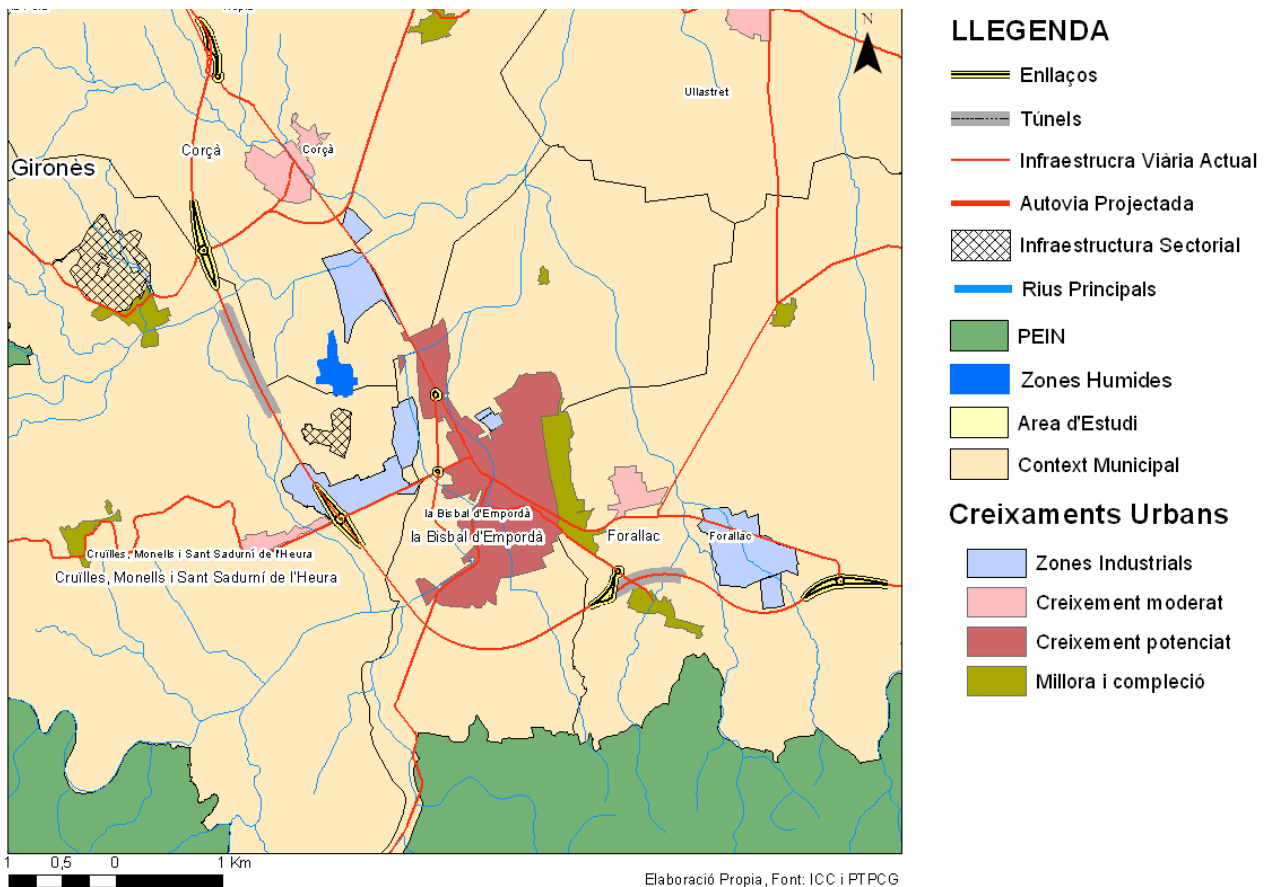 N
Ullastret
Corçà
Corçà
Gironès
la Bisbal d'Empordà
la Bisbal d'Empordà
Forallac
Forallac
Cruïlles, Monells i Sant Sadurní de l'Heura
Cruïlles, Monells i Sant Sadurní de l'Heura
1 0,5 0 1 Km
Elaboració Propia, Font: ICC i PTPCG
LLEGENDA
Enllaços
Túnels
Infraestrucra Viària Actual
Autovia Projectada
Infraestructura Sectorial
Rius Principals
PEIN
Zones Humides
Area d'Estudi
Context Municipal
Creixaments Urbans
Zones Industrials
Creixement moderat
Creixement potenciat
Millora i compleció